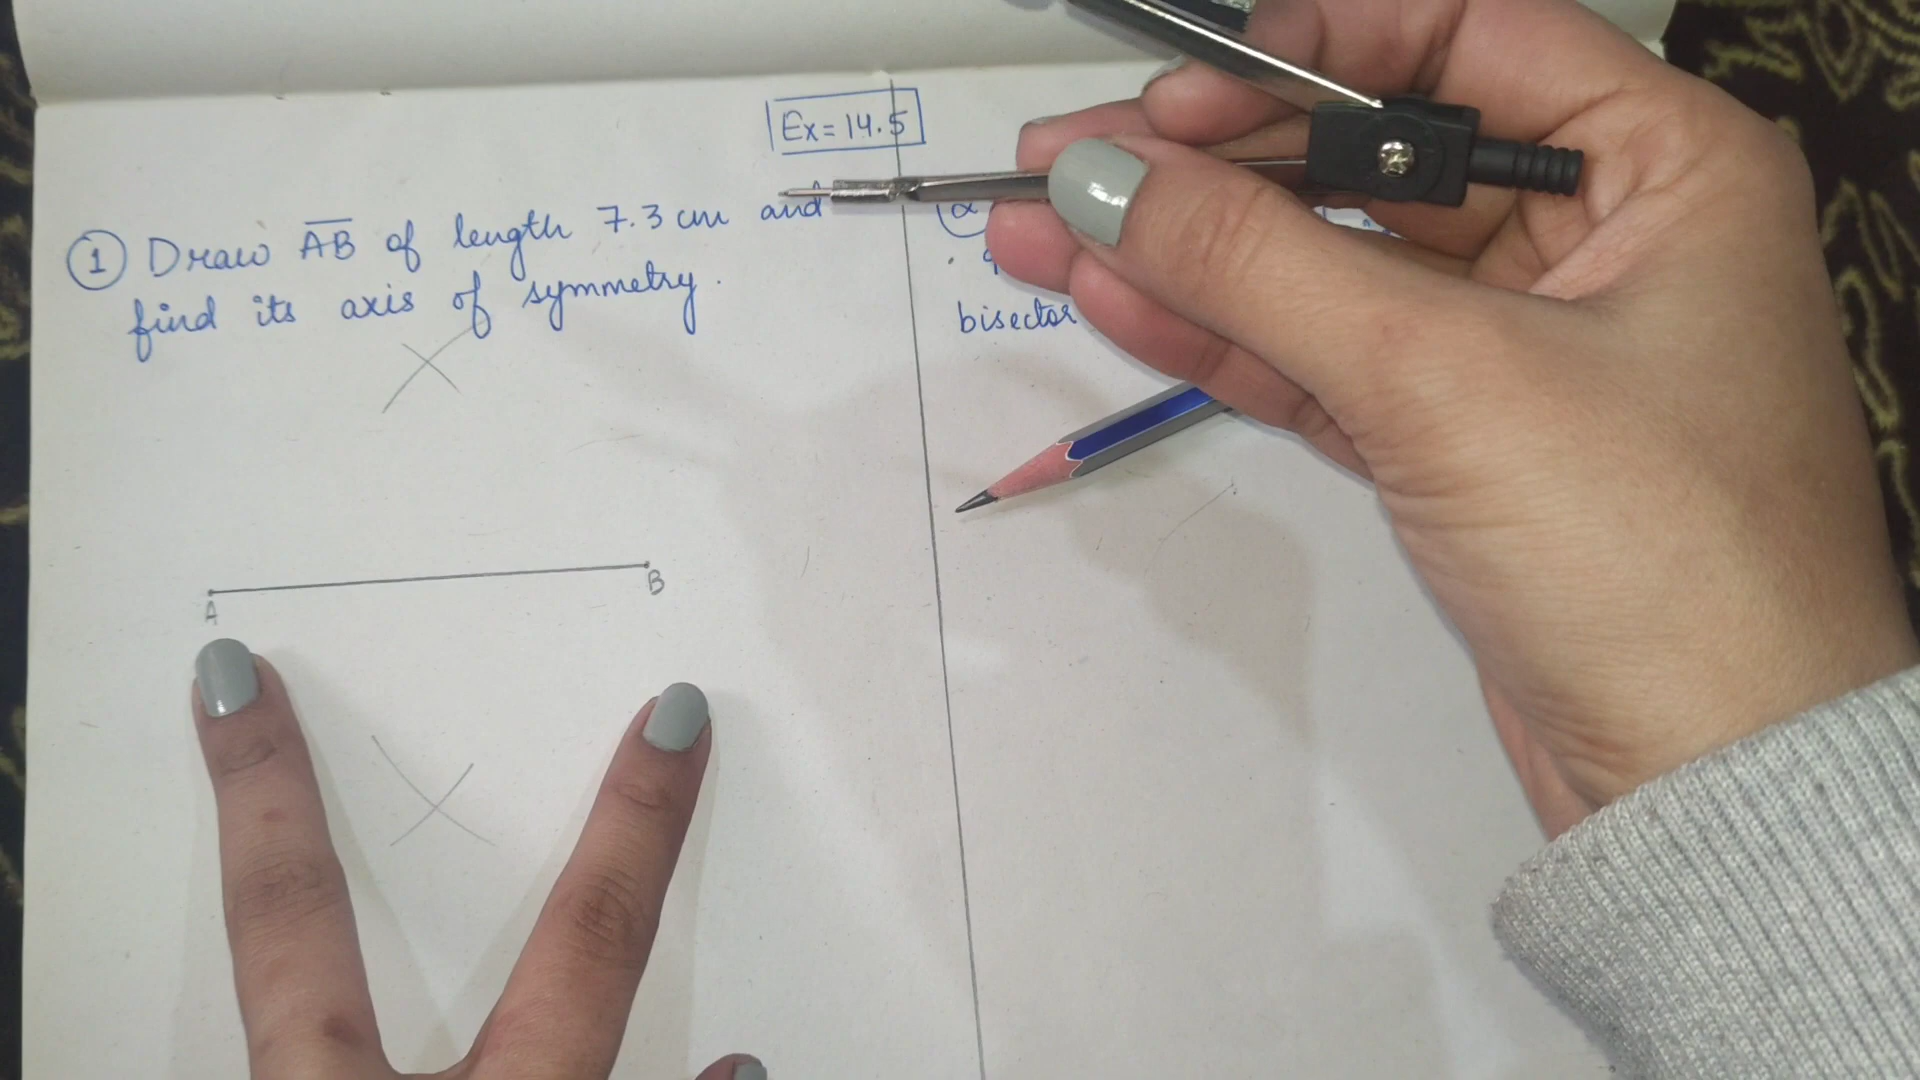 Ex = 14.5
① Draw AB of length 7.3 cm and
find its axis of symmetry.
A
B
bisector